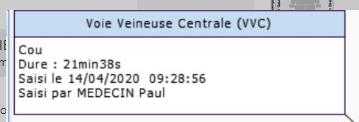 Voie Veineuse Centrale (VVC)
Cou
Dure : 21min38s
Saisi le 14/04/2020 09:28:56
Saisi par MEDECIN Paul